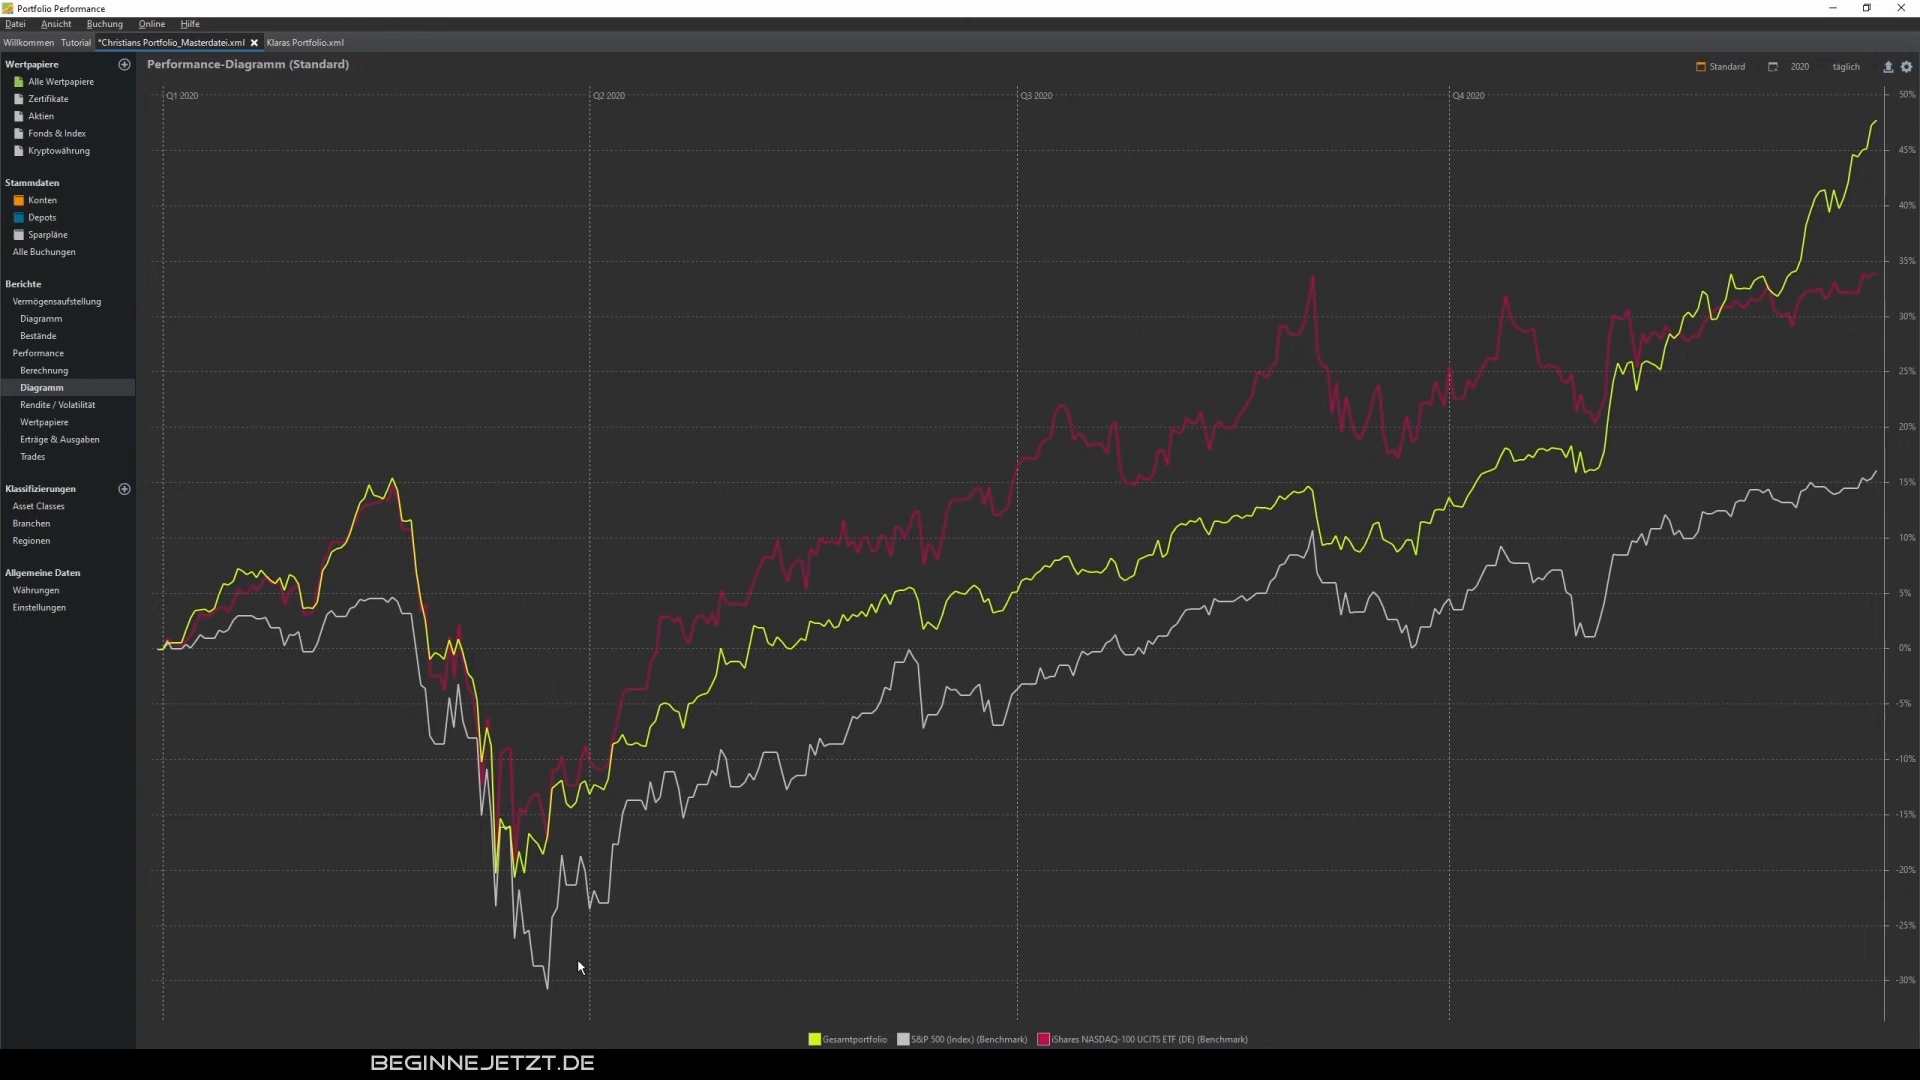 Portfolio Performance
Datei Ansicht Buchung Online Hilfe
Willkommen Tutorial *Christians Portfolio_Masterdatei.xml Klaras Portfolio.xml
Wertpapiere
Alle Wertpapiere
Zertifikate
Aktien
Fonds & Index
Kryptowährung
Stammdaten
Konten
Depots
Sparpläne
Alle Buchungen
Berichte
Vermögensaufstellung
Diagramm
Bestände
Performance
Berechnung
Diagramm
Rendite / Volatilität
Wertpapiere
Erträge & Ausgaben
Trades
Klassifizierungen
Asset Classes
Branchen
Regionen
Allgemeine Daten
Währungen
Einstellungen
Performance-Diagramm (Standard)
Standard 2020 täglich
Q1 2020 Q2 2020 Q3 2020 Q4 2020
50%
45%
40%
35%
30%
25%
20%
15%
10%
5%
0%
-5%
-10%
-15%
-20%
-25%
-30%
Gesamtportfolio S&P 500 (Index) (Benchmark) iShares NASDAQ-100 UCITS ETF (DE) (Benchmark)
BEGINNEJETZT.DE